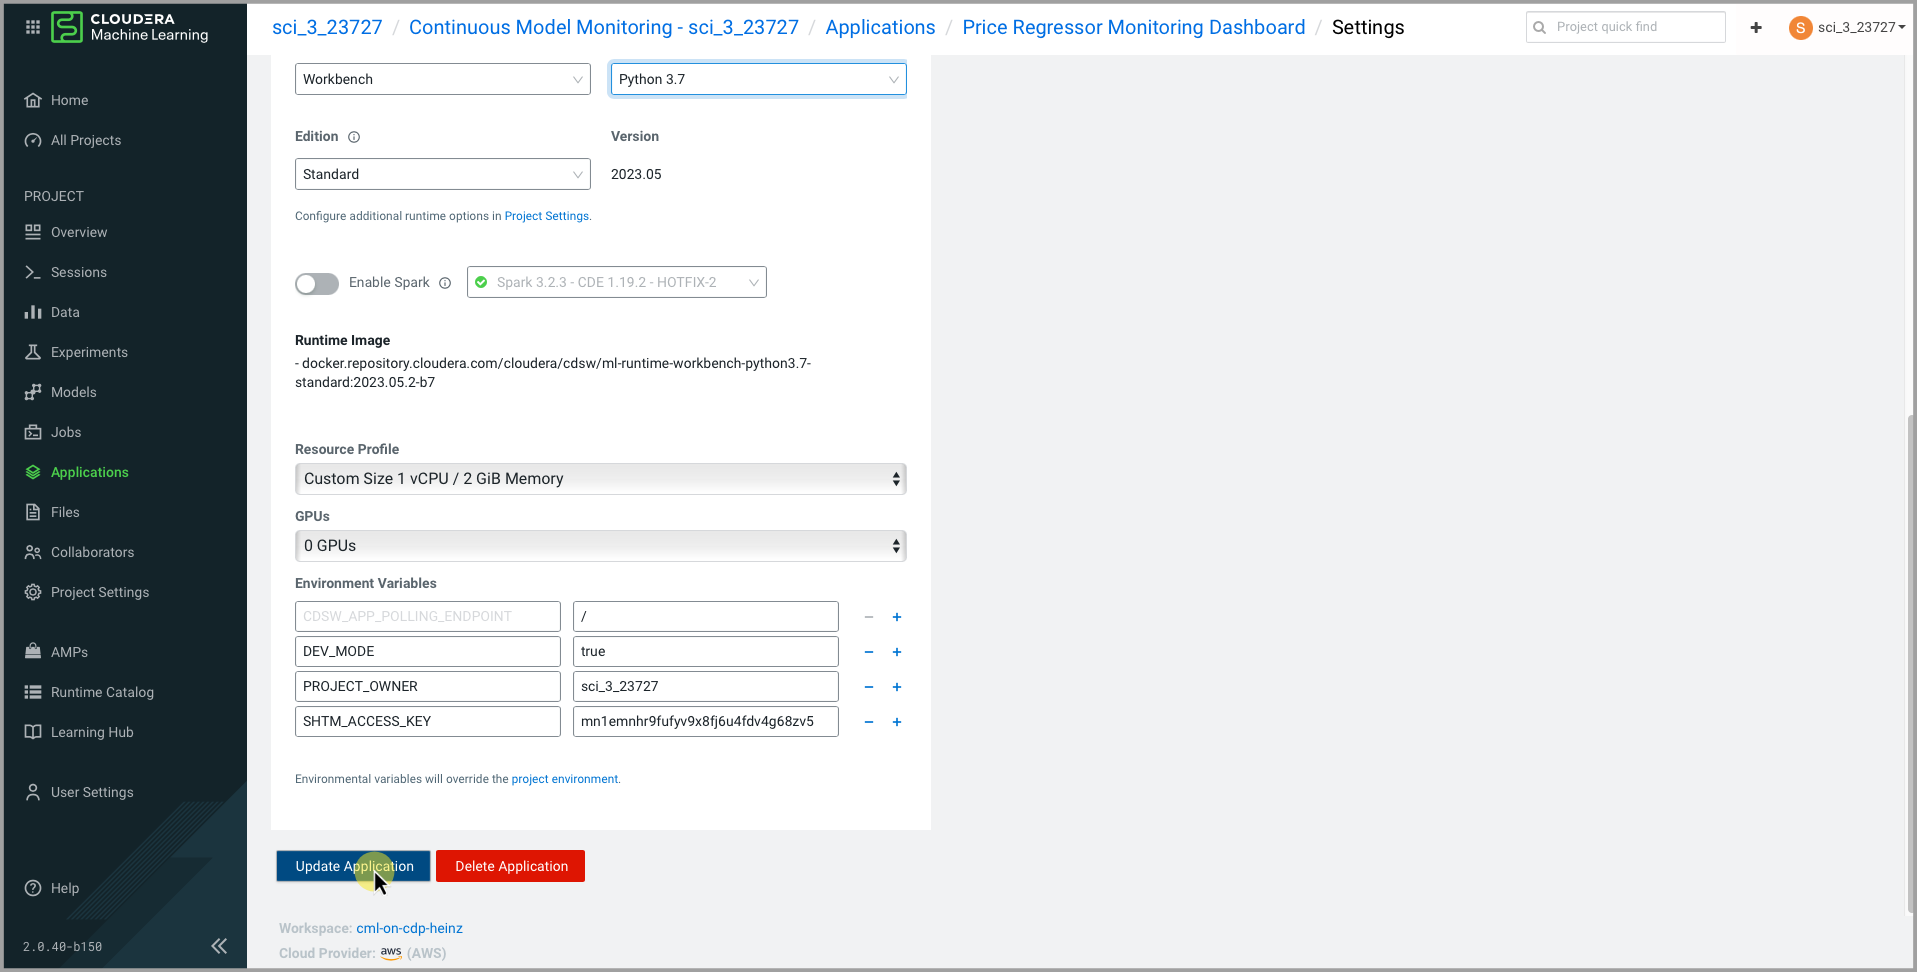 CLOUDERA
Machine Learning
sci_3_23727 / Continuous Model Monitoring - sci_3_23727 / Applications / Price Regressor Monitoring Dashboard / Settings
Project quick find
+
S sci_3_23727
Home
All Projects
PROJECT
Overview
Sessions
Data
Experiments
Models
Jobs
Applications
Files
Collaborators
Project Settings
AMPs
Runtime Catalog
Learning Hub
User Settings
Help
2.0.40-b150
Workbench
Python 3.7
Edition
Version
Standard
2023.05
Configure additional runtime options in Project Settings.
Enable Spark
Spark 3.2.3 - CDE 1.19.2 - HOTFIX-2
Runtime Image
- docker.repository.cloudera.com/cloudera/cdsw/ml-runtime-workbench-python3.7-
standard:2023.05.2-b7
Resource Profile
Custom Size 1 vCPU / 2 GiB Memory
GPUs
0 GPUs
Environment Variables
CDSW_APP_POLLING_ENDPOINT / − +
DEV_MODE true − +
PROJECT_OWNER sci_3_23727 − +
SHTM_ACCESS_KEY mn1emnhr9fufyv9x8fj6u4fdv4g68zv5 − +
Environmental variables will override the project environment.
Update Application
Delete Application
Workspace: cml-on-cdp-heinz
Cloud Provider: aws (AWS)